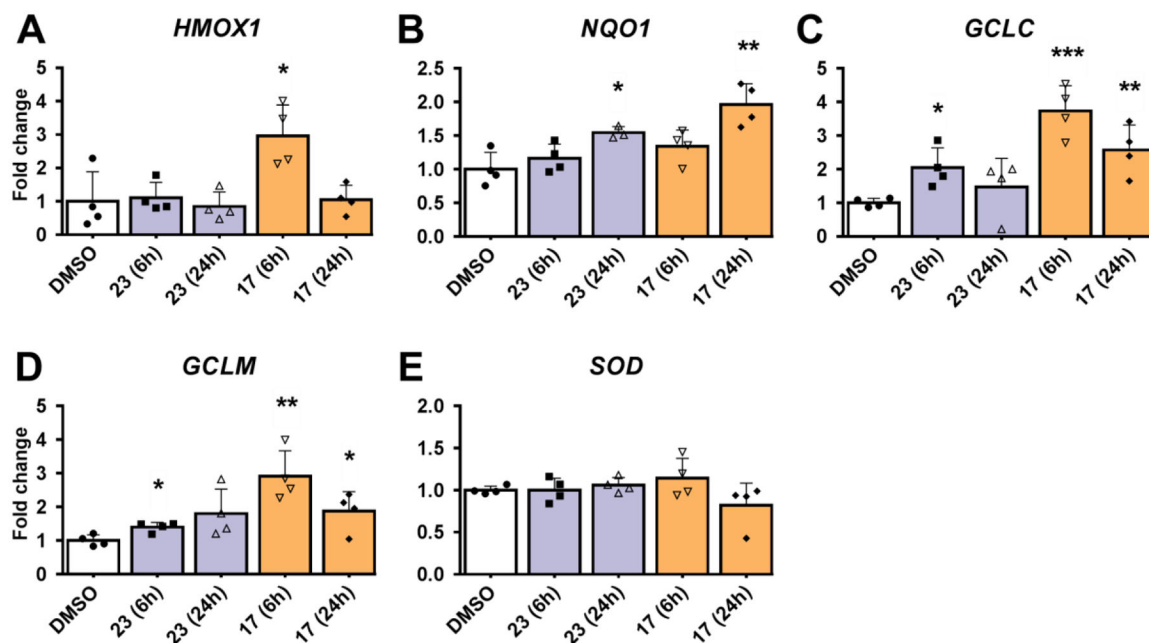 A HMOX1
Fold change
5
4
3
2
1
0
*
DMSO
23 (6h)
23 (24h)
17 (6h)
17 (24h)
B NQO1
2.5
2.0
1.5
1.0
0.5
0.0
*
**
DMSO
23 (6h)
23 (24h)
17 (6h)
17 (24h)
C GCLC
5
4
3
2
1
0
*
***
**
DMSO
23 (6h)
23 (24h)
17 (6h)
17 (24h)
D GCLM
Fold change
5
4
3
2
1
0
*
**
*
DMSO
23 (6h)
23 (24h)
17 (6h)
17 (24h)
E SOD
2.0
1.5
1.0
0.5
0.0
DMSO
23 (6h)
23 (24h)
17 (6h)
17 (24h)